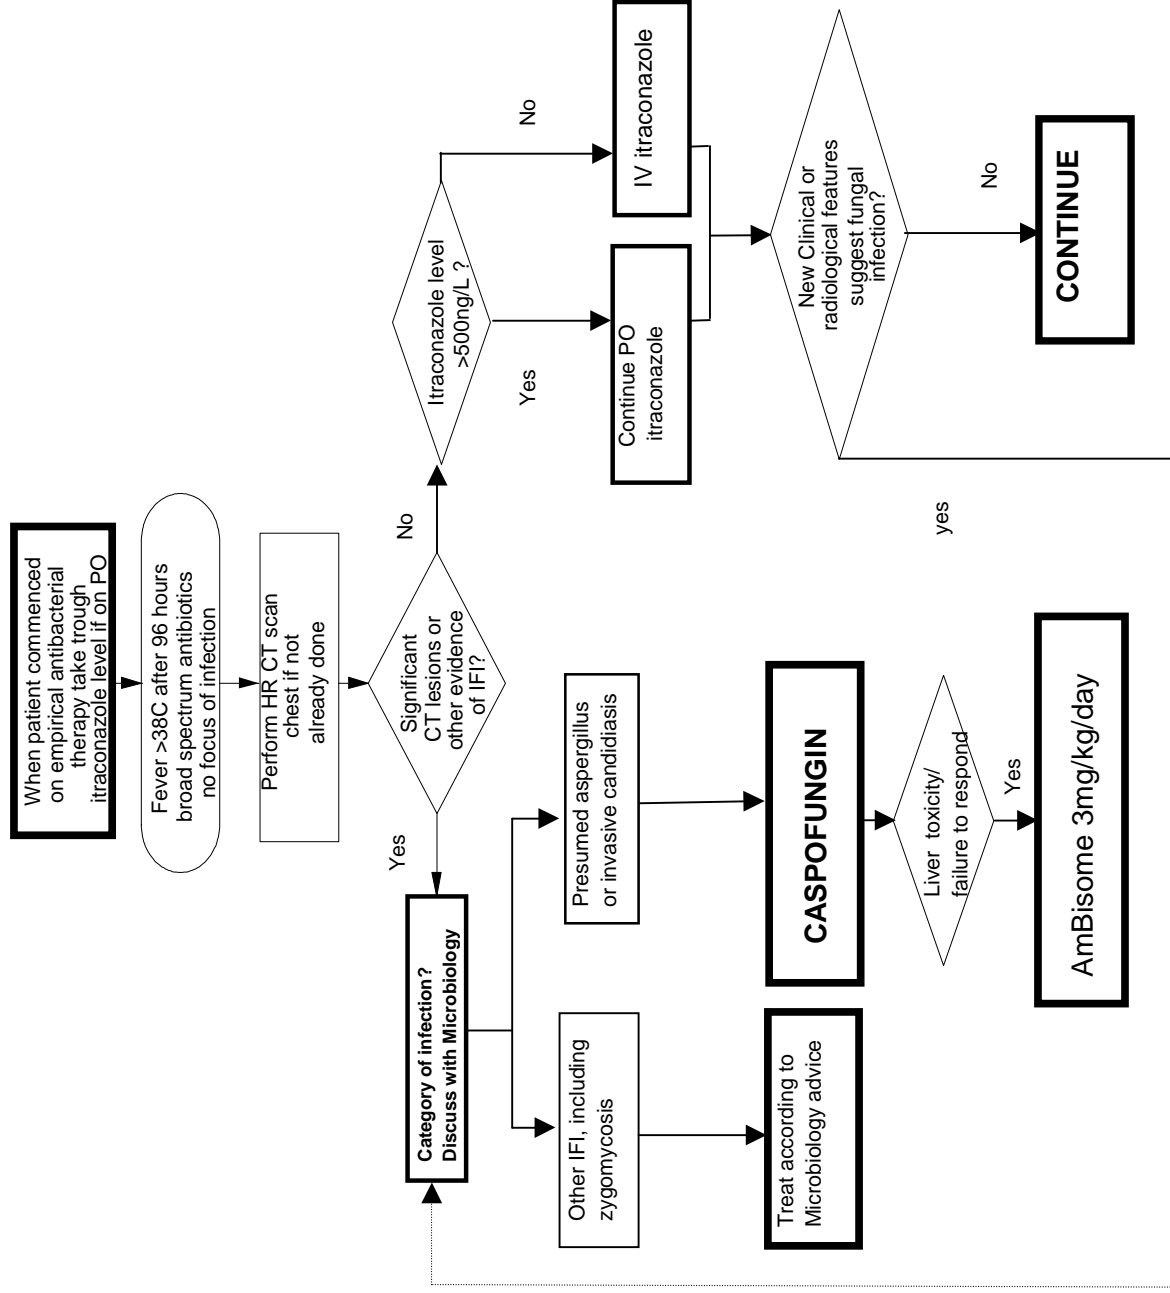 When patient commenced
on empirical antibacterial
therapy take trough
itraconazole level if on PO
Fever >38C after 96 hours
broad spectrum antibiotics
no focus of infection
Perform HR CT scan
chest if not
already done
Significant
CT lesions or
other evidence
of IFI?
Yes
No
Category of infection?
Discuss with Microbiology
Itraconazole level
>500ng/L ?
Yes
No
Other IFI, including
zygomycosis
Presumed aspergillus
or invasive candidiasis
Continue PO
itraconazole
IV itraconazole
Treat according to
Microbiology advice
CASPOFUNGIN
New Clinical or
radiological features
suggest fungal
infection?
Liver toxicity/
failure to respond
Yes
yes
No
AmBisome 3mg/kg/day
CONTINUE